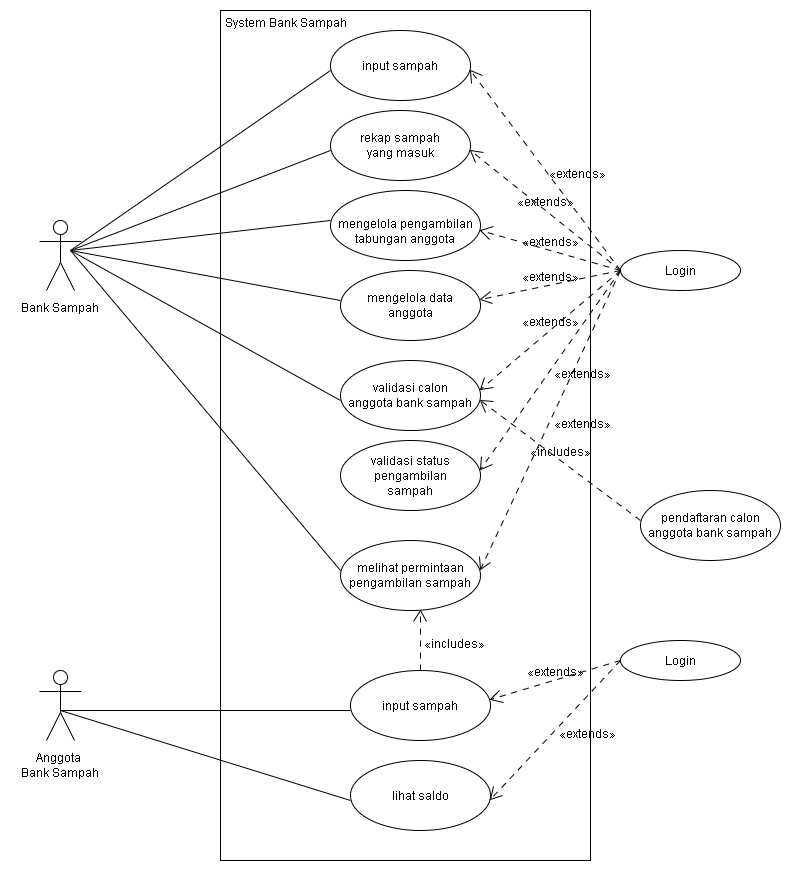 System Bank Sampah
input sampah
rekap sampah
yang masuk
«extends»
«extends»
mengelola pengambilan
tabungan anggota
«extends»
Login
«extends»
mengelola data
anggota
Bank Sampah
«extends»
validasi calon
anggota bank sampah
«extends»
«extends»
«includes»
validasi status
pengambilan
sampah
pendaftaran calon
anggota bank sampah
melihat permintaan
pengambilan sampah
«includes»
Login
«extends»
input sampah
«extends»
Anggota
Bank Sampah
lihat saldo